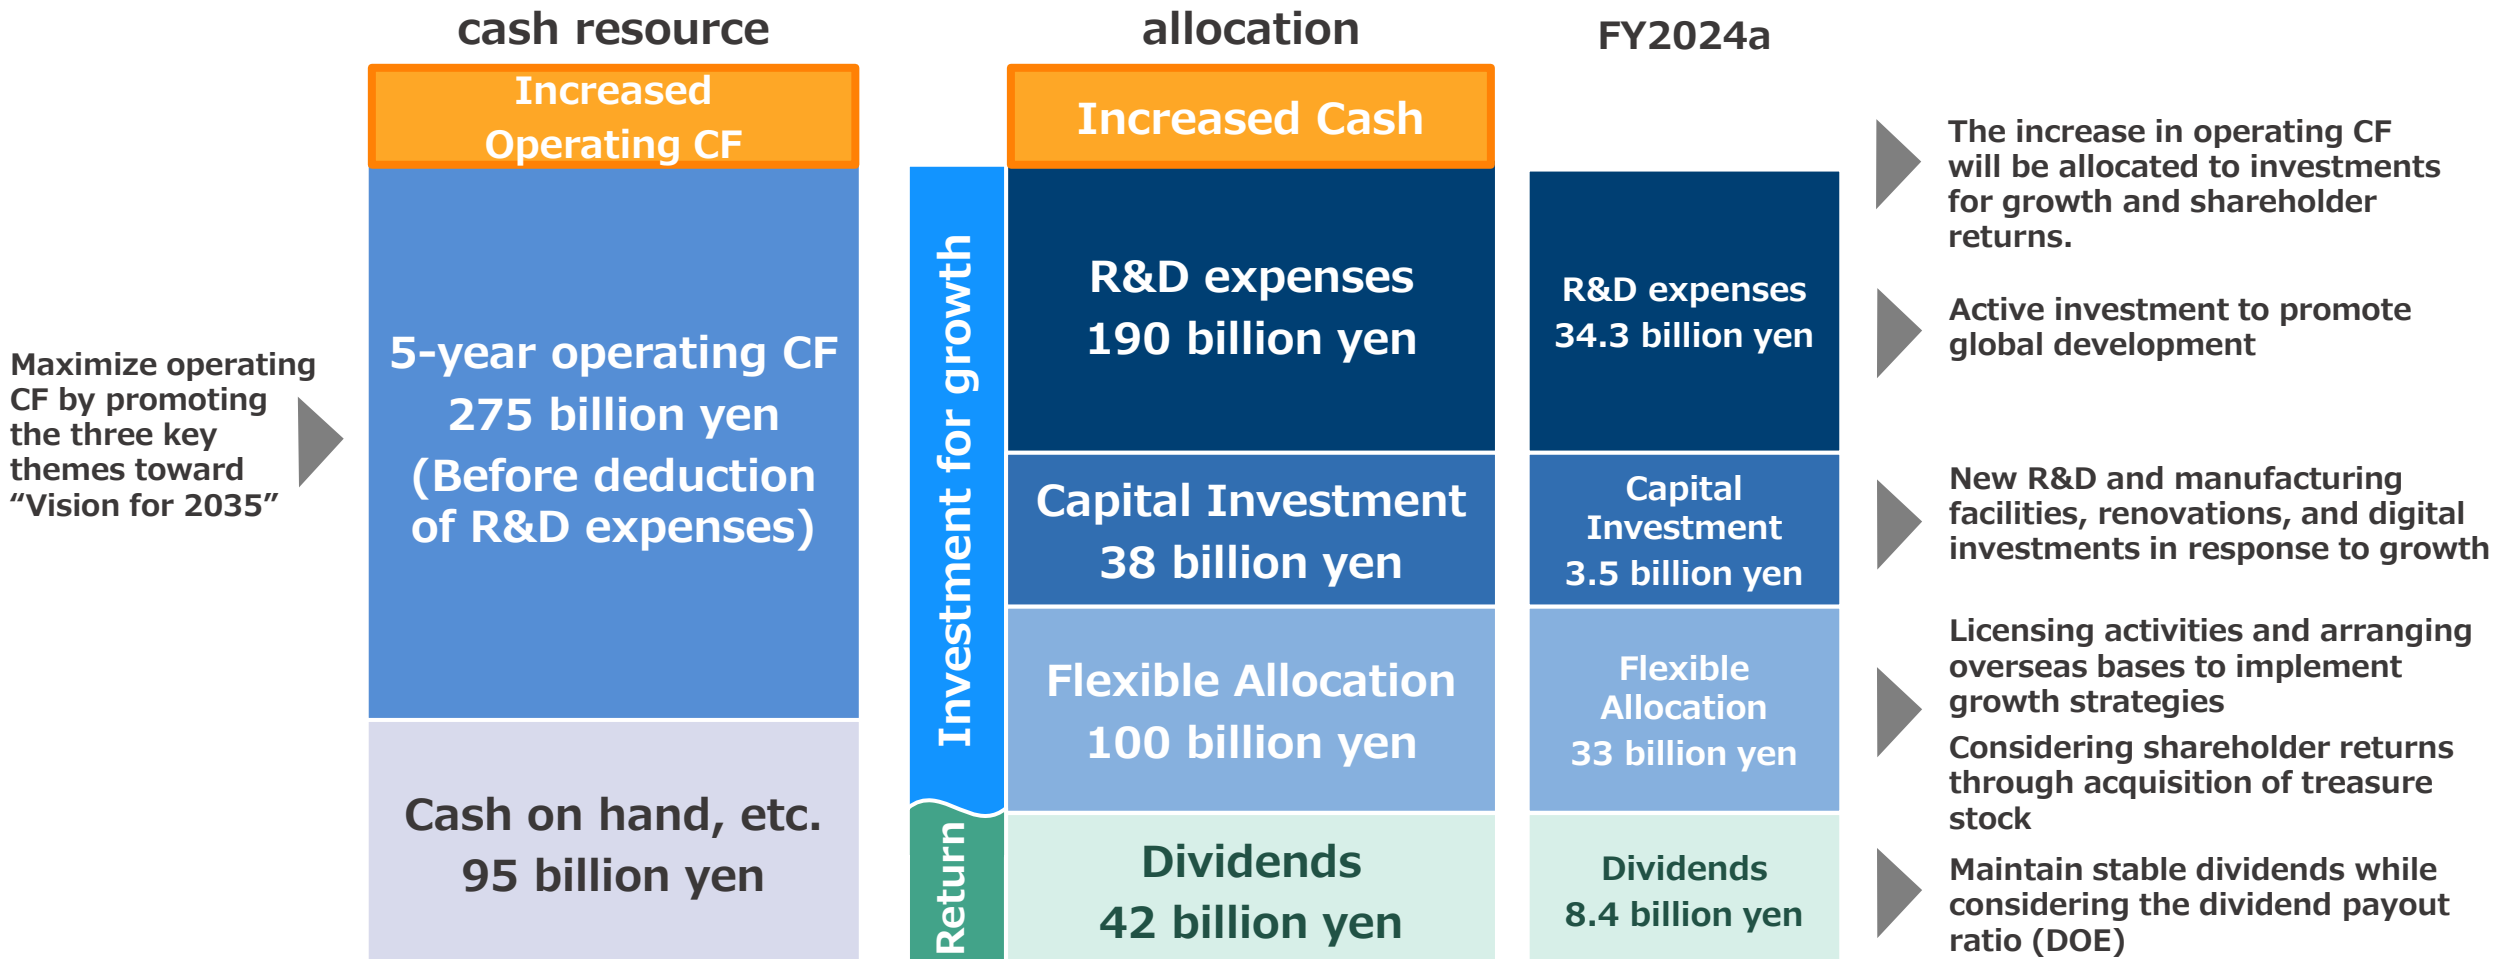 cash resource
allocation
FY2024a
Maximize operating
CF by promoting
the three key
themes toward
“Vision for 2035”
Increased
Operating CF
5-year operating CF
275 billion yen
(Before deduction
of R&D expenses)
Cash on hand, etc.
95 billion yen
Investment for growth
Return
Increased Cash
R&D expenses
190 billion yen
Capital Investment
38 billion yen
Flexible Allocation
100 billion yen
Dividends
42 billion yen
R&D expenses
34.3 billion yen
Capital
Investment
3.5 billion yen
Flexible
Allocation
33 billion yen
Dividends
8.4 billion yen
The increase in operating CF
will be allocated to investments
for growth and shareholder
returns.
Active investment to promote
global development
New R&D and manufacturing
facilities, renovations, and digital
investments in response to growth
Licensing activities and arranging
overseas bases to implement
growth strategies
Considering shareholder returns
through acquisition of treasure
stock
Maintain stable dividends while
considering the dividend payout
ratio (DOE)